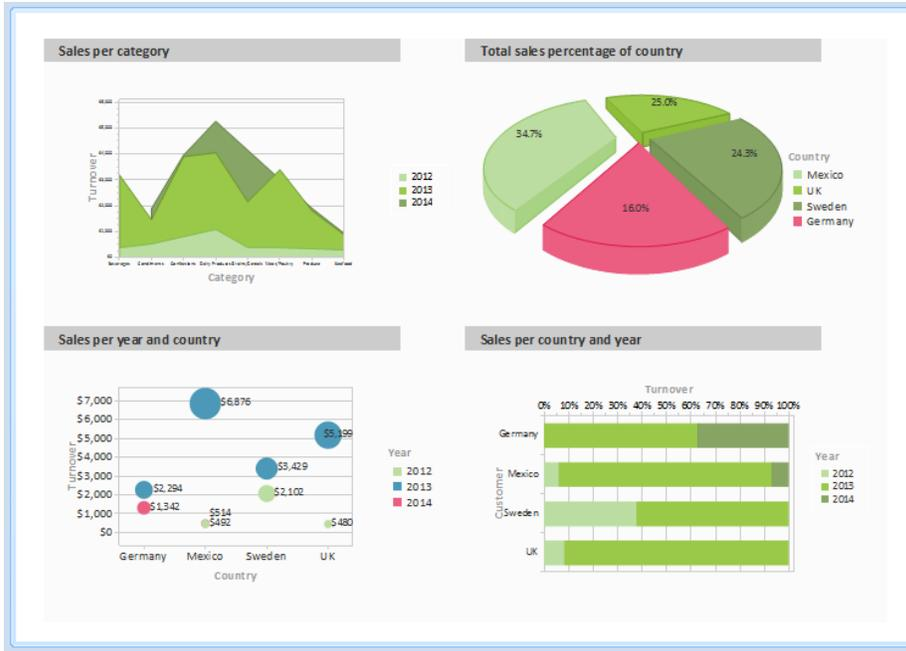 Sales per category
Total sales percentage of country
Turnover
Category
2012
2013
2014
34.7%
25.0%
24.3%
16.0%
Country
Mexico
UK
Sweden
Germany
Sales per year and country
Sales per country and year
$7,000
$6,000
$5,000
$4,000
$3,000
$2,000
$1,000
$0
Turnover
$6,876
$5,199
$3,429
$2,294
$2,102
$1,342
$514
$492
$480
Germany Mexico Sweden UK
Country
Year
2012
2013
2014
Turnover
0% 10% 20% 30% 40% 50% 60% 70% 80% 90% 100%
Customer
Germany
Mexico
Sweden
UK
Year
2012
2013
2014